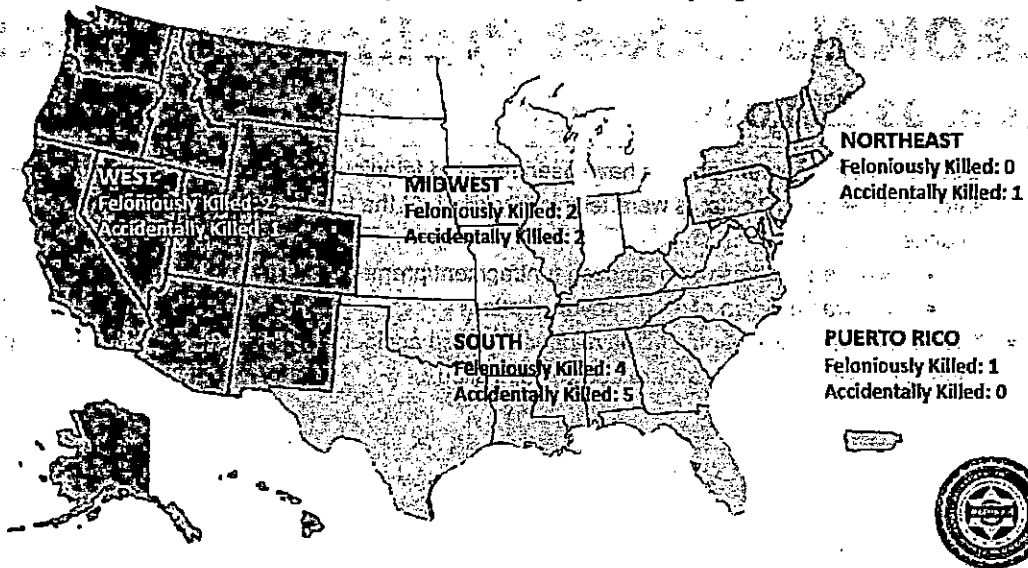 WEST
Feloniously Killed: 2
Accidentally Killed: 1
MIDWEST
Feloniously Killed: 2
Accidentally Killed: 2
NORTHEAST
Feloniously Killed: 0
Accidentally Killed: 1
SOUTH
Feloniously Killed: 4
Accidentally Killed: 5
PUERTO RICO
Feloniously Killed: 1
Accidentally Killed: 0